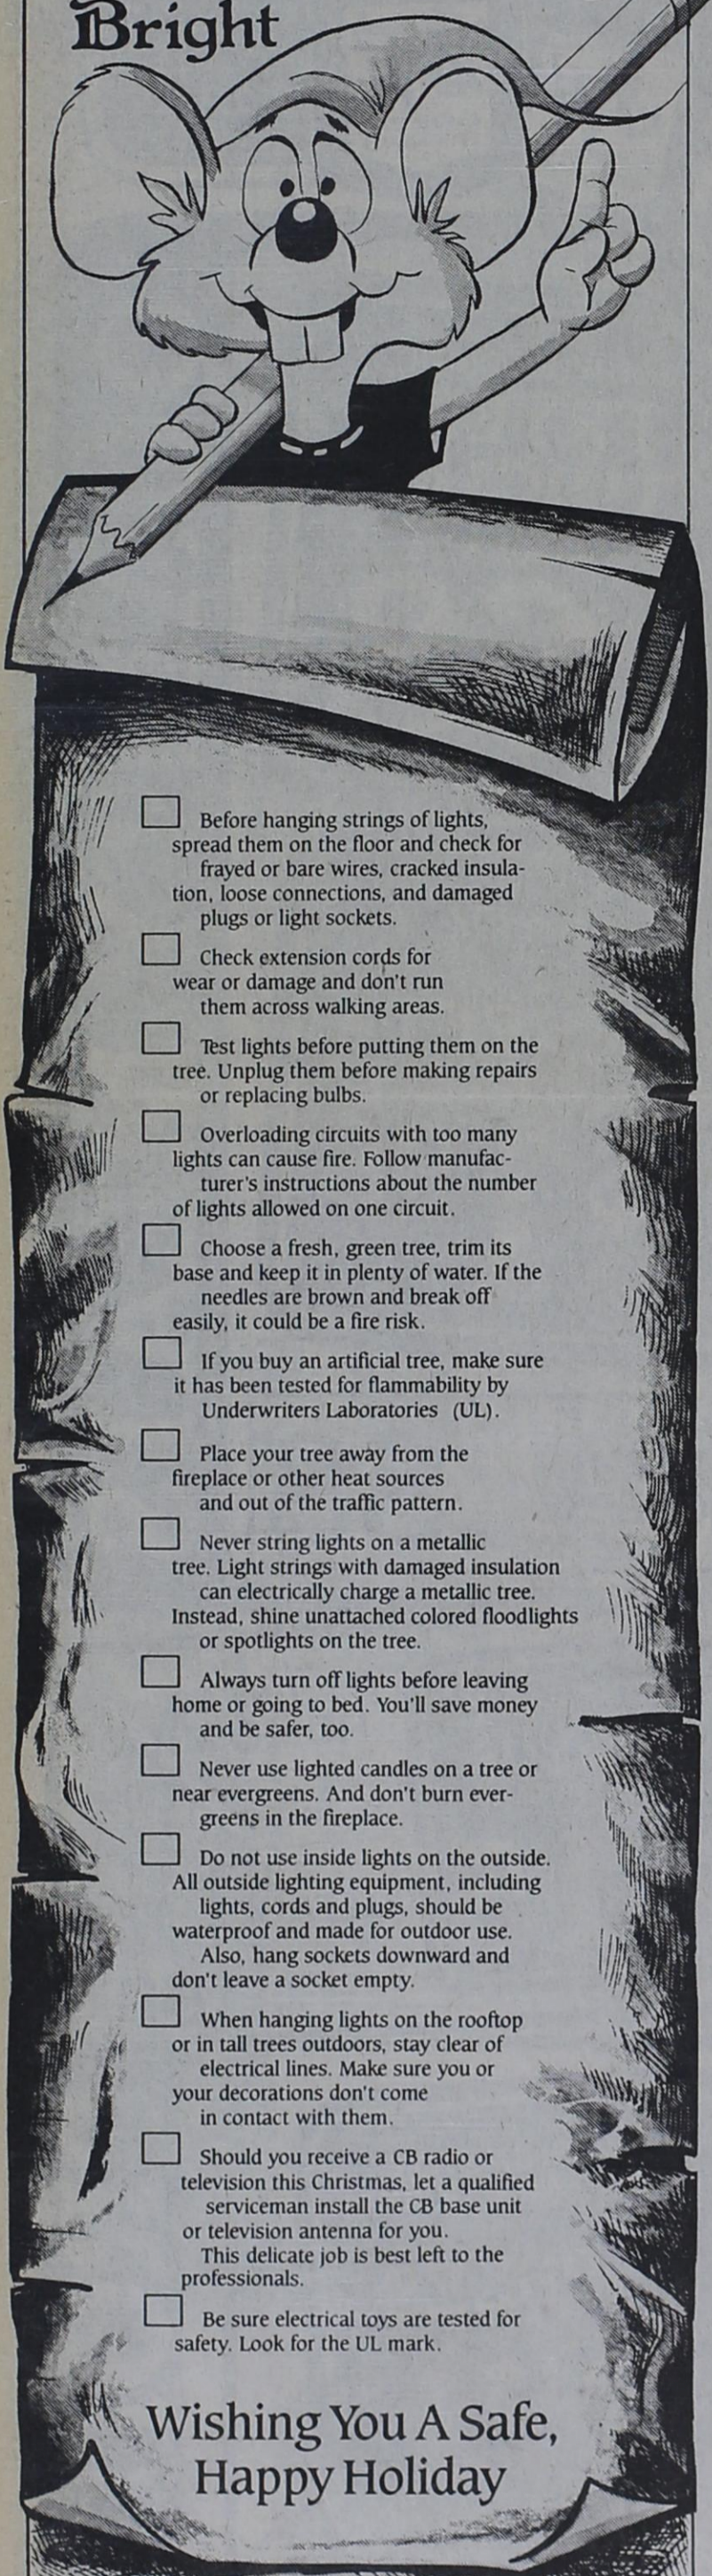 Bright
Before hanging strings of lights,
spread them on the floor and check for
frayed or bare wires, cracked insula-
tion, loose connections, and damaged
plugs or light sockets.
Check extension cords for
wear or damage and don't run
them across walking areas.
Test lights before putting them on the
tree. Unplug them before making repairs
or replacing bulbs.
Overloading circuits with too many
lights can cause fire. Follow manufac-
turer's instructions about the number
of lights allowed on one circuit.
Choose a fresh, green tree, trim its
base and keep it in plenty of water. If the
needles are brown and break off
easily, it could be a fire risk.
If you buy an artificial tree, make sure
it has been tested for flammability by
Underwriters Laboratories (UL).
Place your tree away from the
fireplace or other heat sources
and out of the traffic pattern.
Never string lights on a metallic
tree. Light strings with damaged insulation
can electrically charge a metallic tree.
Instead, shine unattached colored floodlights
or spotlights on the tree.
Always turn off lights before leaving
home or going to bed. You'll save money
and be safer, too.
Never use lighted candles on a tree or
near evergreens. And don't burn ever-
greens in the fireplace.
Do not use inside lights on the outside.
All outside lighting equipment, including
lights, cords and plugs, should be
waterproof and made for outdoor use.
Also, hang sockets downward and
don't leave a socket empty.
When hanging lights on the rooftop
or in tall trees outdoors, stay clear of
electrical lines. Make sure you or
your decorations don't come
in contact with them.
Should you receive a CB radio or
television this Christmas, let a qualified
serviceman install the CB base unit
or television antenna for you.
This delicate job is best left to the
professionals.
Be sure electrical toys are tested for
safety. Look for the UL mark.
Wishing You A Safe,
Happy Holiday